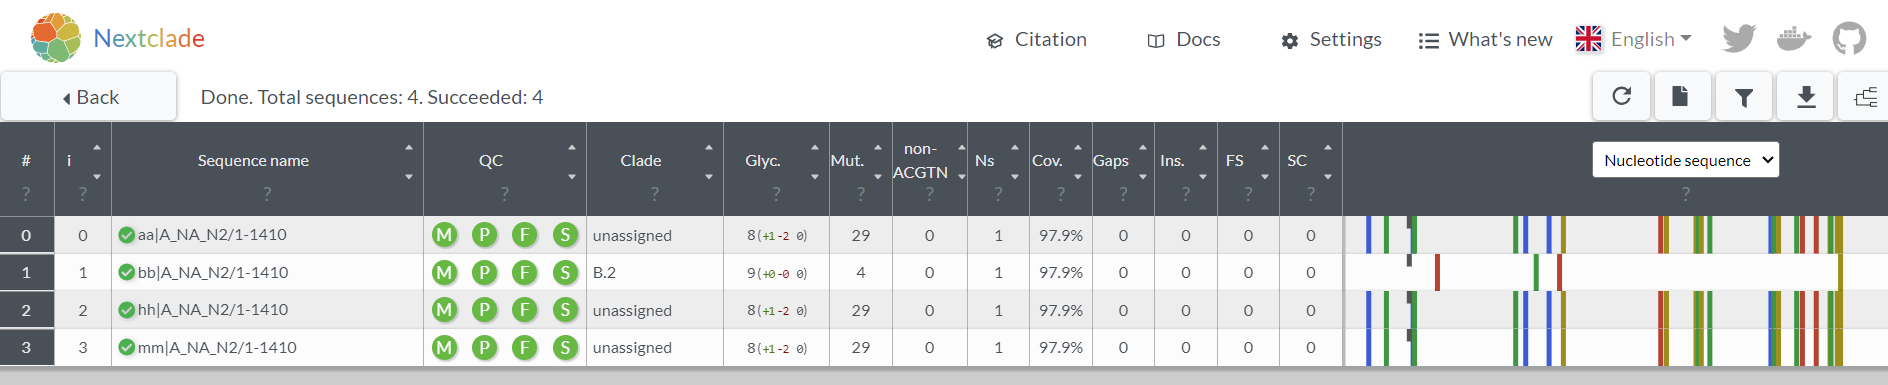 Nextclade
Citation Docs Settings What's new English
Back Done. Total sequences: 4. Succeeded: 4
# i Sequence name QC Clade Glyc. Mut. non-ACGTN Ns Cov. Gaps Ins. FS SC Nucleotide sequence
? ? ? ? ? ? ? ? ? ? ? ? ? ? ?
0 0 aa|A_NA_N2/1-1410 M P F S unassigned 8(+1-2 0) 29 0 1 97.9% 0 0 0 0
1 1 bb|A_NA_N2/1-1410 M P F S B.2 9(+0-0 0) 4 0 1 97.9% 0 0 0 0
2 2 hh|A_NA_N2/1-1410 M P F S unassigned 8(+1-2 0) 29 0 1 97.9% 0 0 0 0
3 3 mm|A_NA_N2/1-1410 M P F S unassigned 8(+1-2 0) 29 0 1 97.9% 0 0 0 0